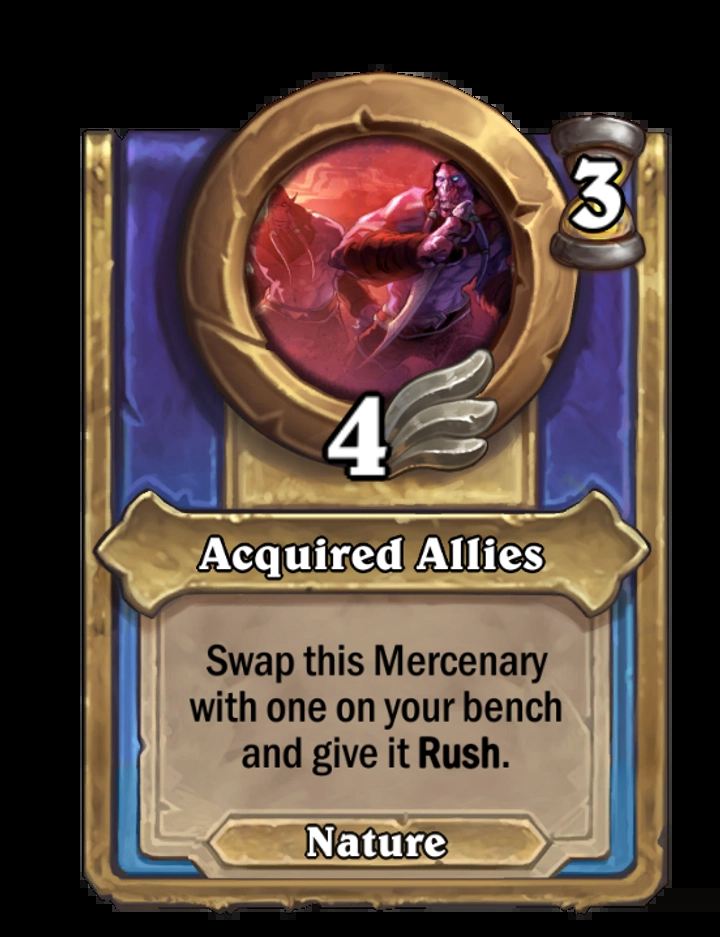 3
4
Acquired Allies
Swap this Mercenary
with one on your bench
and give it Rush.
Nature